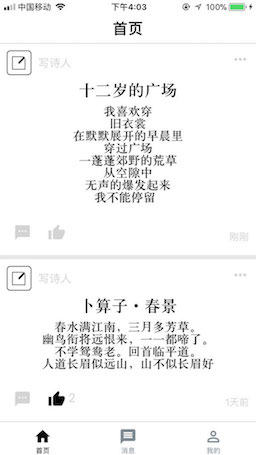 中国移动 下午4:03 100%
首页
写诗人
十二岁的广场
我喜欢穿
旧衣裳
在默默展开的早晨里
穿过广场
一蓬蓬郊野的荒草
从空隙中
无声的爆发起来
我不能停留
刚刚
写诗人
卜算子·春景
春水满江南，三月多芳草。
幽鸟衔将远恨来，一一都啼了。
不学鸳鸯老。回首临平道。
人道长眉似远山，山不似长眉好
2
1天前
首页 消息 我的